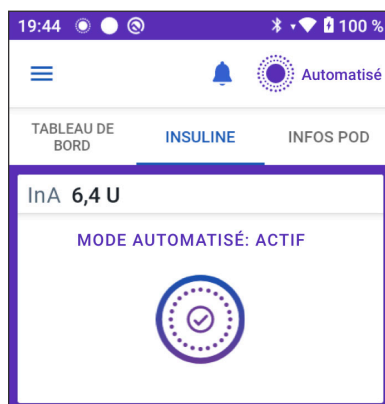 19:44 100 %
Automatisé
TABLEAU DE
BORD
INSULINE
INFOS POD
InA 6,4 U
MODE AUTOMATISÉ: ACTIF